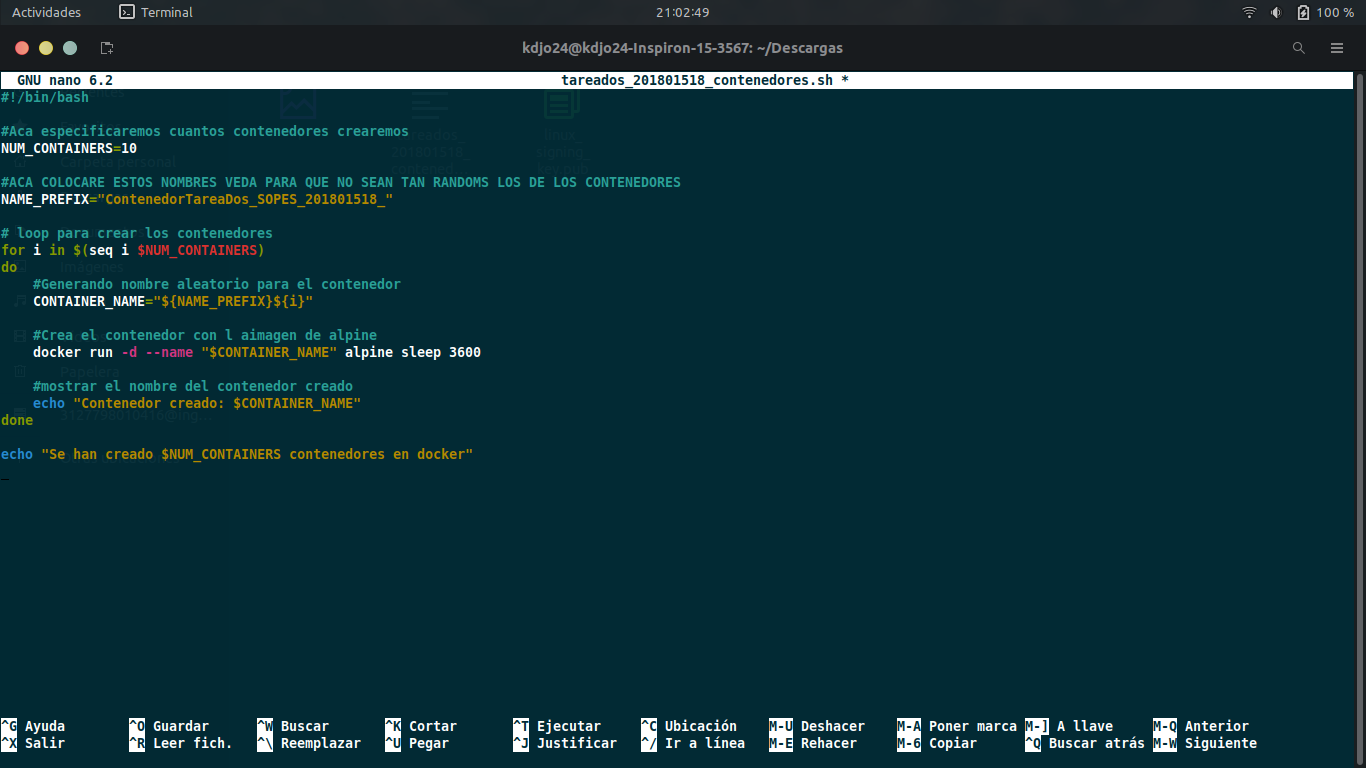 Actividades Terminal 21:02:49 100 %
kdjo24@kdjo24-Inspiron-15-3567: ~/Descargas
GNU nano 6.2 tareados_201801518_contenedores.sh *
#!/bin/bash
#Aca especificaremos cuantos contenedores crearemos
NUM_CONTAINERS=10
Carpeta personal
#ACA COLOCARE ESTOS NOMBRES VEDA PARA QUE NO SEAN TAN RANDOMS LOS DE LOS CONTENEDORES
NAME_PREFIX="ContenedorTareaDos_SOPES_201801518_"
# loop para crear los contenedores
for i in $(seq i $NUM_CONTAINERS)
do
Imágenes
#Generando nombre aleatorio para el contenedor
CONTAINER_NAME="${NAME_PREFIX}${i}"
#Crea el contenedor con l aimagen de alpine
docker run -d --name "$CONTAINER_NAME" alpine sleep 3600
Papelera
#mostrar el nombre del contenedor creado
echo "Contenedor creado: $CONTAINER_NAME"
done
echo "Se han creado $NUM_CONTAINERS contenedores en docker"
^G Ayuda ^O Guardar ^W Buscar ^K Cortar ^T Ejecutar ^C Ubicación M-U Deshacer M-A Poner marca M-] A llave M-Q Anterior
^X Salir ^R Leer fich. ^\ Reemplazar ^U Pegar ^J Justificar ^/ Ir a línea M-E Rehacer M-6 Copiar ^Q Buscar atrás M-W Siguiente